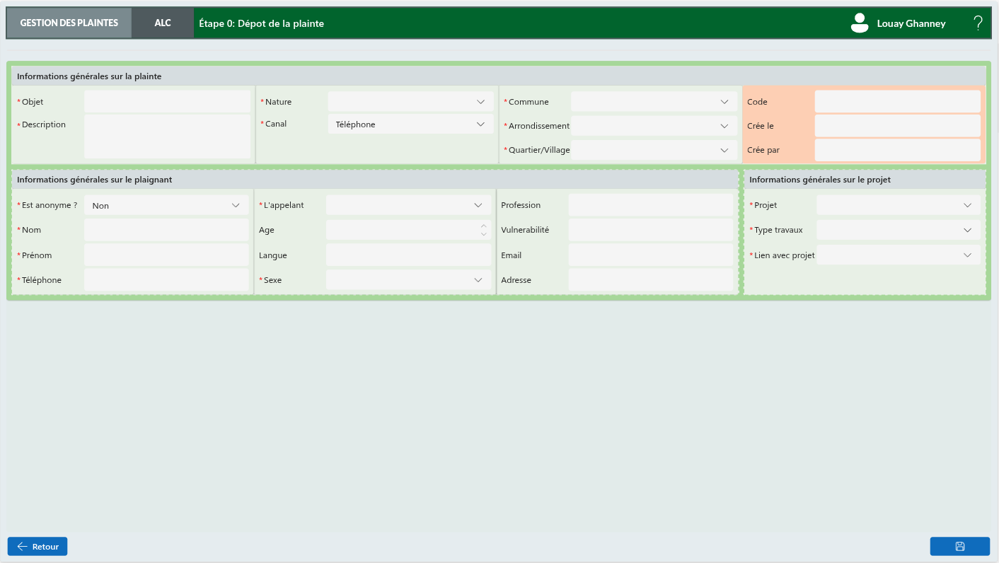 GESTION DES PLAINTES ALC Étape 0: Dépot de la plainte Louay Ghanney ?
Informations générales sur la plainte
* Objet
* Description
* Nature
* Canal Téléphone
* Commune
* Arrondissement
* Quartier/Village
Code
Crée le
Crée par
Informations générales sur le plaignant
* Est anonyme ? Non
* Nom
* Prénom
* Téléphone
* L'appelant
Age
Langue
* Sexe
Profession
Vulnerabilité
Email
Adresse
Informations générales sur le projet
* Projet
* Type travaux
* Lien avec projet
Retour